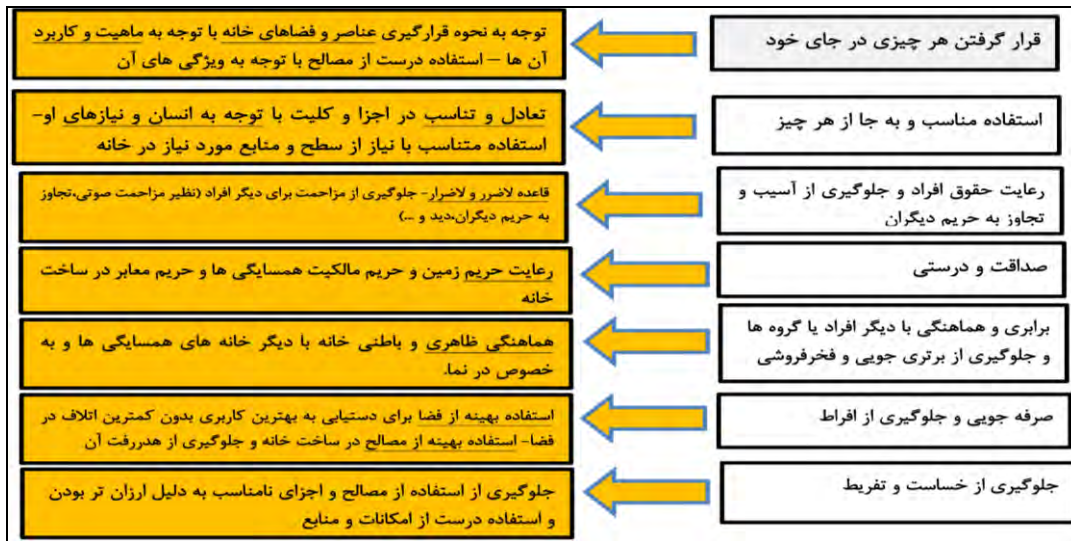 قرار گرفتن هر چیزی در جای خود
توجه به نحوه قرارگیری عناصر و فضاهای خانه با توجه به ماهیت و کاربرد
آن ها – استفاده درست از مصالح با توجه به ویژگی های آن
استفاده مناسب و به جا از هر چیز
تعادل و تناسب در اجزا و کلیت با توجه به انسان و نیازهای او-
استفاده متناسب با نیاز از سطح و منابع مورد نیاز در خانه
رعایت حقوق افراد و جلوگیری از آسیب و
تجاوز به حریم دیگران
قاعده لاضرر و لاضرار- جلوگیری از مزاحمت برای دیگر افراد (نظیر مزاحمت صوتی،تجاوز
به حریم دیگران،دید و ...)
صداقت و درستی
رعایت حریم زمین و حریم مالکیت همسایگی ها و حریم معابر در ساخت
خانه
برابری و هماهنگی با دیگر افراد یا گروه ها
و جلوگیری از برتری جویی و فخرفروشی
هماهنگی ظاهری و باطنی خانه با دیگر خانه های همسایگی ها و به
خصوص در نما.
صرفه جویی و جلوگیری از افراط
استفاده بهینه از فضا برای دستیابی به بهترین کاربری بدون کمترین اتلاف در
فضا- استفاده بهینه از مصالح در ساخت خانه و جلوگیری از هدررفت آن
جلوگیری از خساست و تفریط
جلوگیری از استفاده از مصالح و اجزای نامناسب به دلیل ارزان تر بودن
و استفاده درست از امکانات و منابع